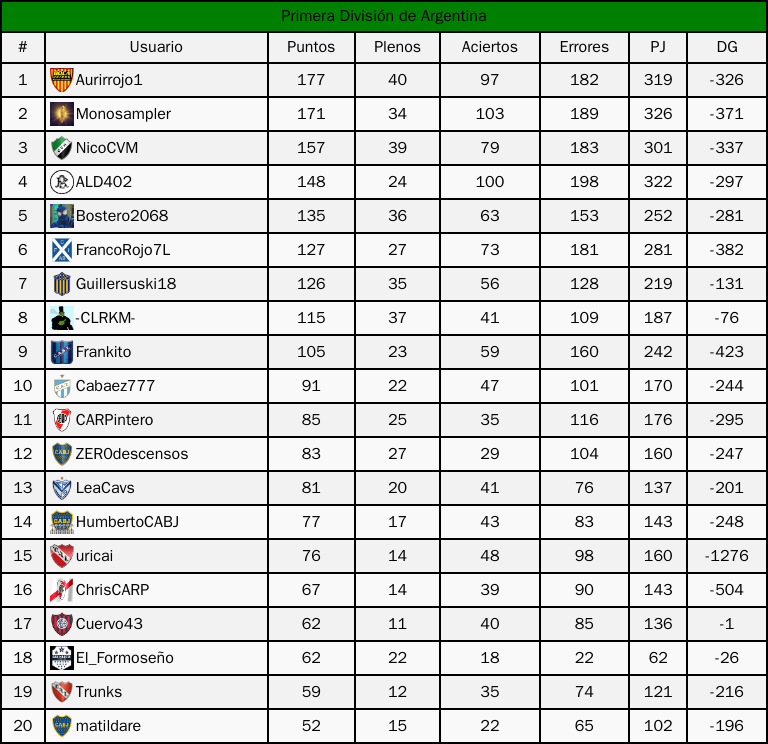 Primera División de Argentina
# Usuario Puntos Plenos Aciertos Errores PJ DG
1 Aurirrojo1 177 40 97 182 319 -326
2 Monosampler 171 34 103 189 326 -371
3 NicoCVM 157 39 79 183 301 -337
4 ALD402 148 24 100 198 322 -297
5 Bostero2068 135 36 63 153 252 -281
6 FrancoRojo7L 127 27 73 181 281 -382
7 Guillersuski18 126 35 56 128 219 -131
8 -CLRKM- 115 37 41 109 187 -76
9 Frankito 105 23 59 160 242 -423
10 Cabaez777 91 22 47 101 170 -244
11 CARPintero 85 25 35 116 176 -295
12 ZEROdescensos 83 27 29 104 160 -247
13 LeaCavs 81 20 41 76 137 -201
14 HumbertoCABJ 77 17 43 83 143 -248
15 uricai 76 14 48 98 160 -1276
16 ChrisCARP 67 14 39 90 143 -504
17 Cuervo43 62 11 40 85 136 -1
18 El_Formoseño 62 22 18 22 62 -26
19 Trunks 59 12 35 74 121 -216
20 matildare 52 15 22 65 102 -196